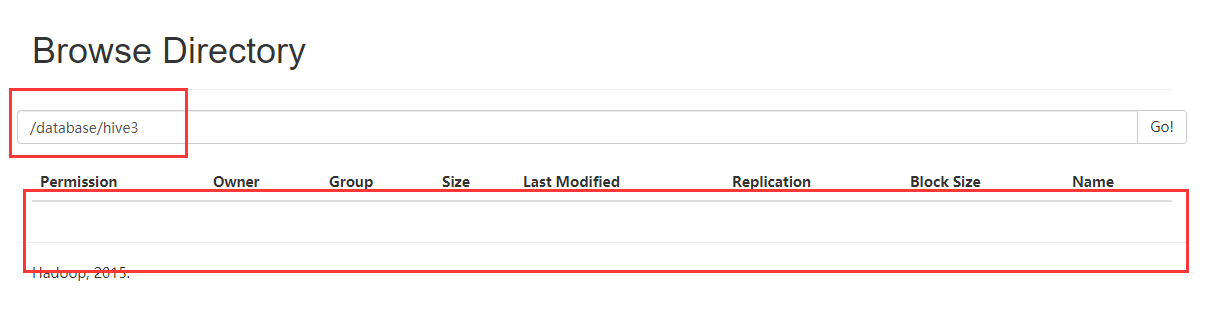 Browse Directory
/database/hive3 Go!
Permission Owner Group Size Last Modified Replication Block Size Name
Hadoop, 2015.